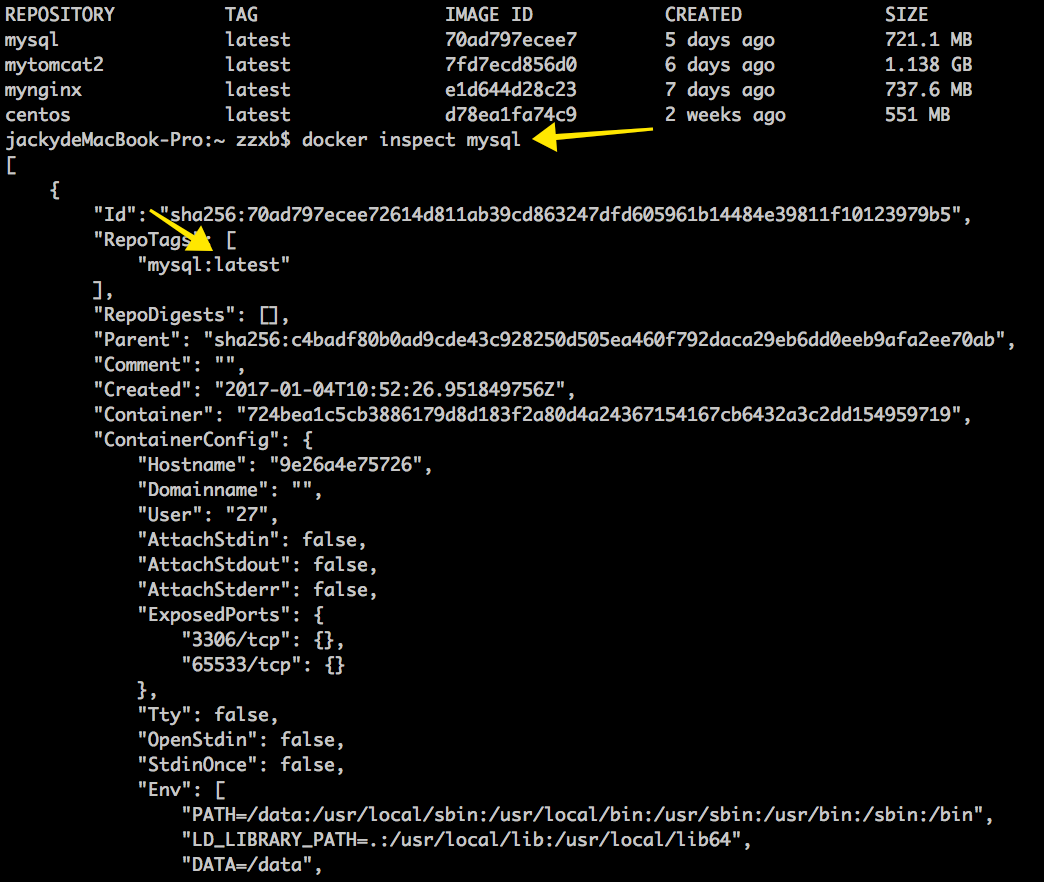 REPOSITORY TAG IMAGE ID CREATED SIZE
mysql latest 70ad797ecee7 5 days ago 721.1 MB
mytomcat2 latest 7fd7ecd856d0 6 days ago 1.138 GB
mynginx latest e1d644d28c23 7 days ago 737.6 MB
centos latest d78ea1fa74c9 2 weeks ago 551 MB
jackydeMacBook-Pro:~ zzxb$ docker inspect mysql
[
    {
        "Id": "sha256:70ad797ecee72614d811ab39cd863247dfd605961b14484e39811f10123979b5",
        "RepoTags": [
            "mysql:latest"
        ],
        "RepoDigests": [],
        "Parent": "sha256:c4badf80b0ad9cde43c928250d505ea460f792daca29eb6dd0eeb9afa2ee70ab",
        "Comment": "",
        "Created": "2017-01-04T10:52:26.951849756Z",
        "Container": "724bea1c5cb3886179d8d183f2a80d4a24367154167cb6432a3c2dd154959719",
        "ContainerConfig": {
            "Hostname": "9e26a4e75726",
            "Domainname": "",
            "User": "27",
            "AttachStdin": false,
            "AttachStdout": false,
            "AttachStderr": false,
            "ExposedPorts": {
                "3306/tcp": {},
                "65533/tcp": {}
            },
            "Tty": false,
            "OpenStdin": false,
            "StdinOnce": false,
            "Env": [
                "PATH=/data:/usr/local/sbin:/usr/local/bin:/usr/sbin:/usr/bin:/sbin:/bin",
                "LD_LIBRARY_PATH=.:/usr/local/lib:/usr/local/lib64",
                "DATA=/data",